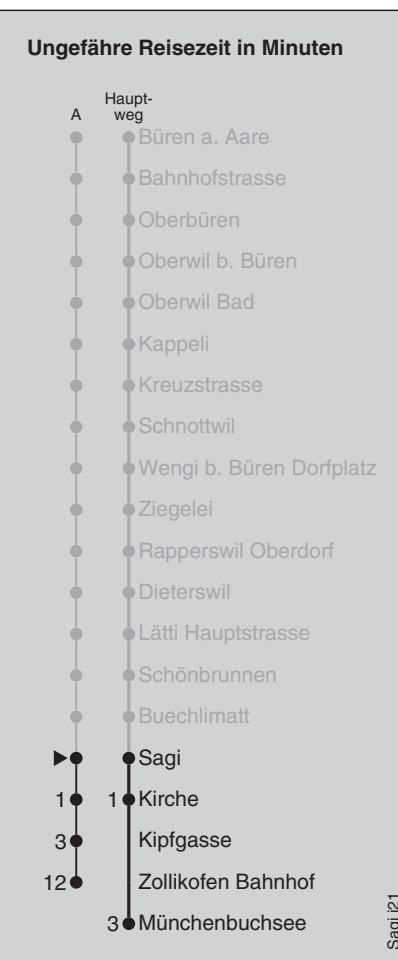 Ungefähre Reisezeit in Minuten
A Haupt-
weg
Büren a. Aare
Bahnhofstrasse
Oberbüren
Oberwil b. Büren
Oberwil Bad
Kappeli
Kreuzstrasse
Schnottwil
Wengi b. Büren Dorfplatz
Ziegelei
Rapperswil Oberdorf
Dieterswil
Lätti Hauptstrasse
Schönbrunnen
Buechlimatt
Sagi
1 1 Kirche
3 Kipfgasse
12 Zollikofen Bahnhof
3 Münchenbuchsee
Sagi j21